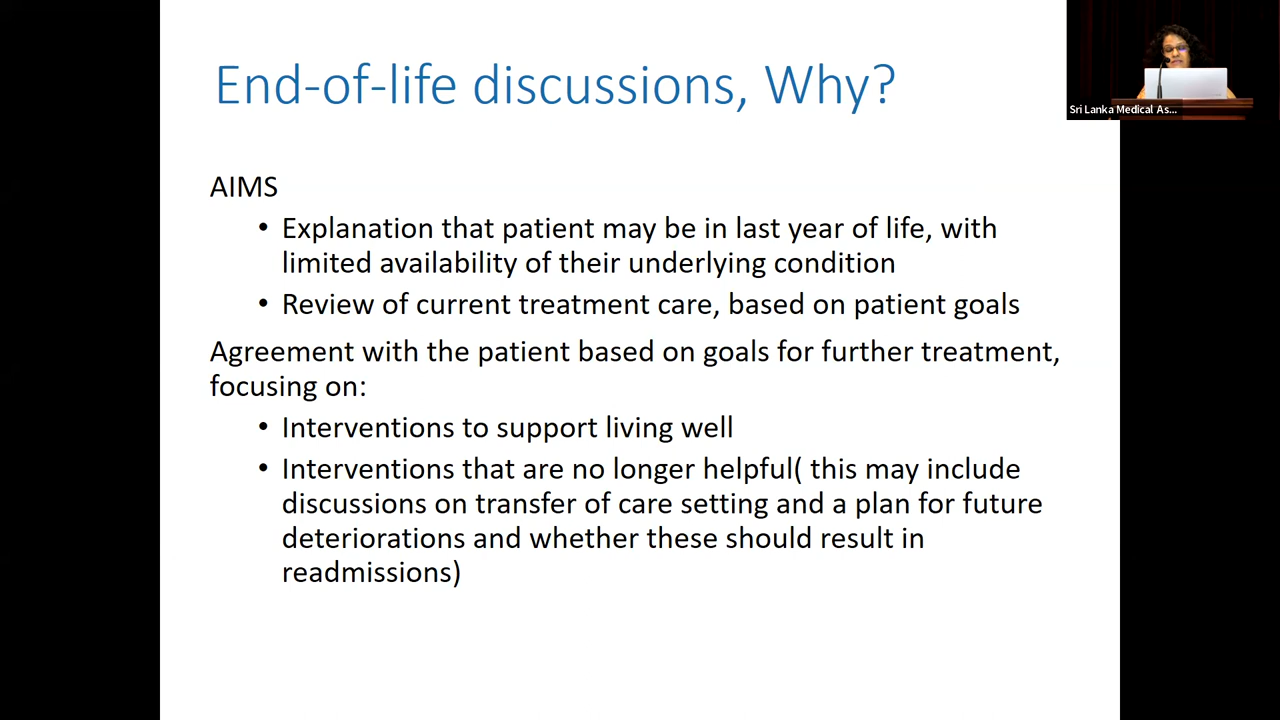 End-of-life discussions, Why?
Sri Lanka Medical As...
AIMS
• Explanation that patient may be in last year of life, with
limited availability of their underlying condition
• Review of current treatment care, based on patient goals
Agreement with the patient based on goals for further treatment,
focusing on:
• Interventions to support living well
• Interventions that are no longer helpful( this may include
discussions on transfer of care setting and a plan for future
deteriorations and whether these should result in
readmissions)